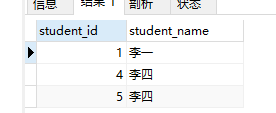 信息 结果 1 剖析 状态
student_id student_name
1 李一
4 李四
5 李四